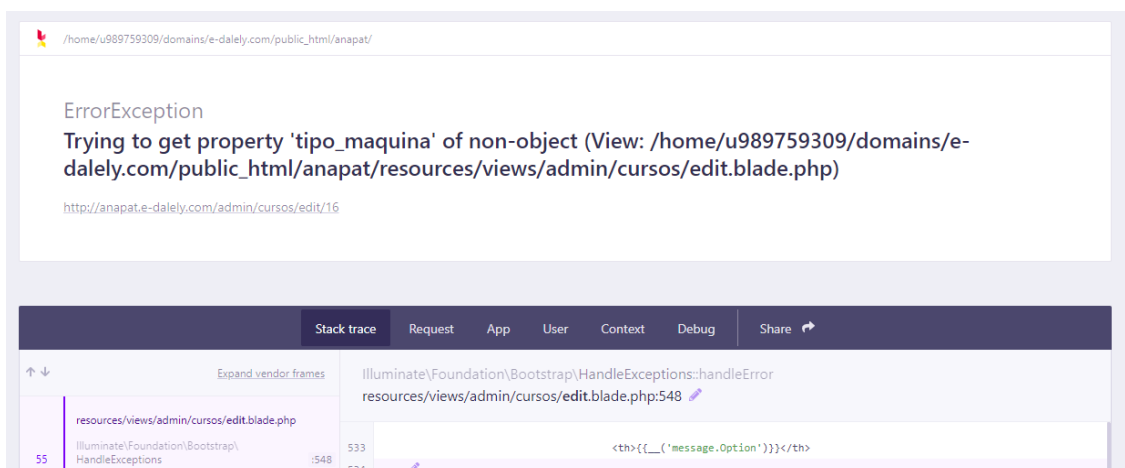 /home/u989759309/domains/e-dalely.com/public_html/anapat/
ErrorException
Trying to get property 'tipo_maquina' of non-object (View: /home/u989759309/domains/e-
dalely.com/public_html/anapat/resources/views/admin/cursos/edit.blade.php)
http://anapat.e-dalely.com/admin/cursos/edit/16
Stack trace Request App User Context Debug Share
Expand vendor frames
Illuminate\Foundation\Bootstrap\HandleExceptions::handleError
resources/views/admin/cursos/edit.blade.php:548
resources/views/admin/cursos/edit.blade.php
Illuminate\Foundation\Bootstrap\
55 HandleExceptions :548
533 <th>{{__('message.Option')}}</th>